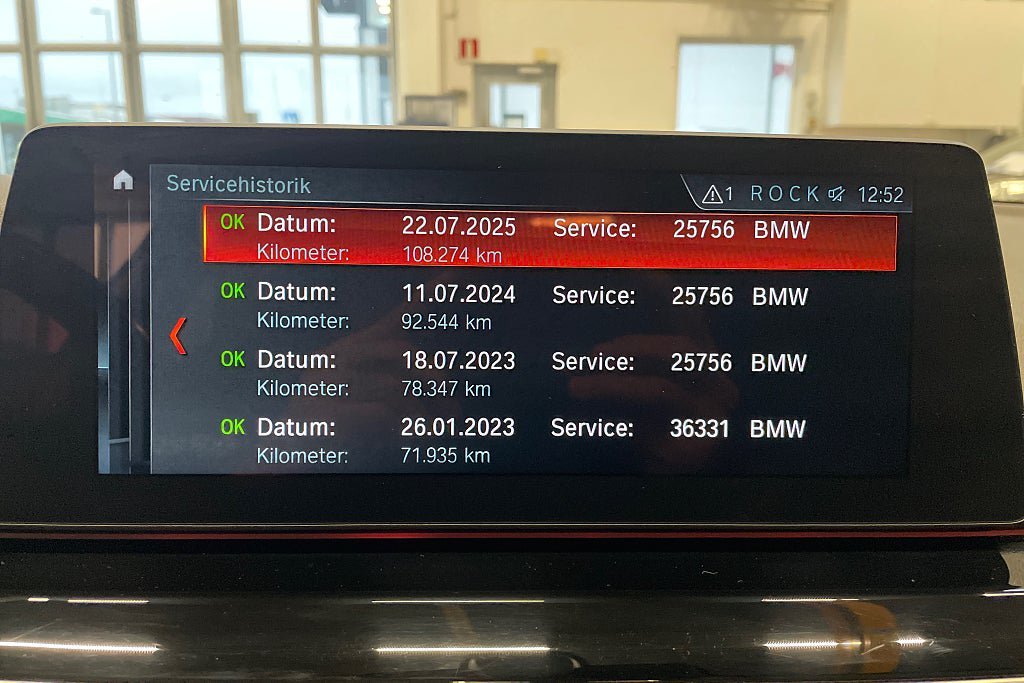 Servicehistorik
1 ROCK 12:52
OK Datum: 22.07.2025 Service: 25756 BMW
Kilometer: 108.274 km
OK Datum: 11.07.2024 Service: 25756 BMW
Kilometer: 92.544 km
OK Datum: 18.07.2023 Service: 25756 BMW
Kilometer: 78.347 km
OK Datum: 26.01.2023 Service: 36331 BMW
Kilometer: 71.935 km